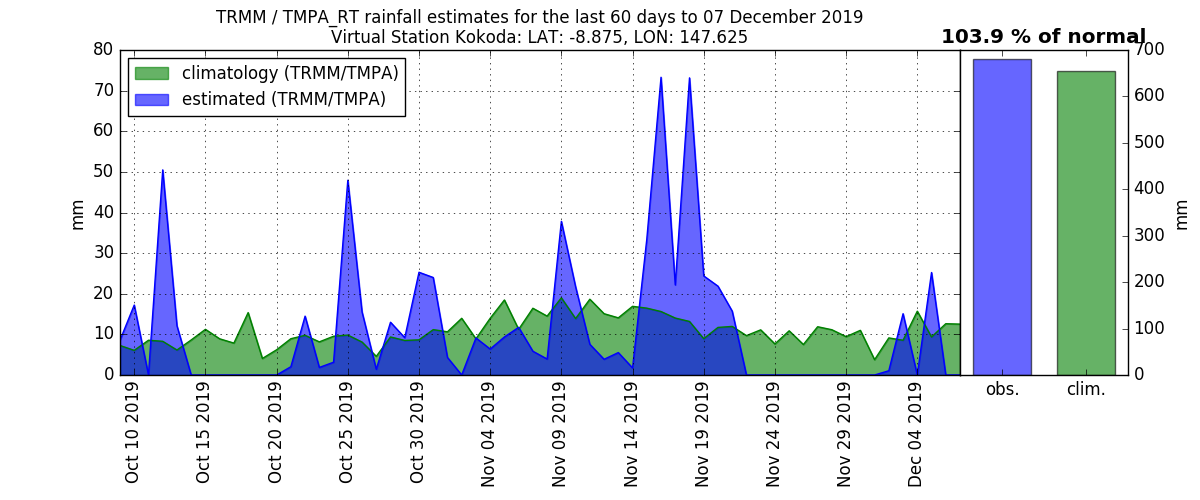 TRMM / TMPA_RT rainfall estimates for the last 60 days to 07 December 2019
Virtual Station Kokoda: LAT: -8.875, LON: 147.625
103.9 % of normal
climatology (TRMM/TMPA)
estimated (TRMM/TMPA)
80
70
60
50
40
30
20
10
0
mm
Oct 10 2019
Oct 15 2019
Oct 20 2019
Oct 25 2019
Oct 30 2019
Nov 04 2019
Nov 09 2019
Nov 14 2019
Nov 19 2019
Nov 24 2019
Nov 29 2019
Dec 04 2019
obs.
clim.
700
600
500
400
300
200
100
0
mm